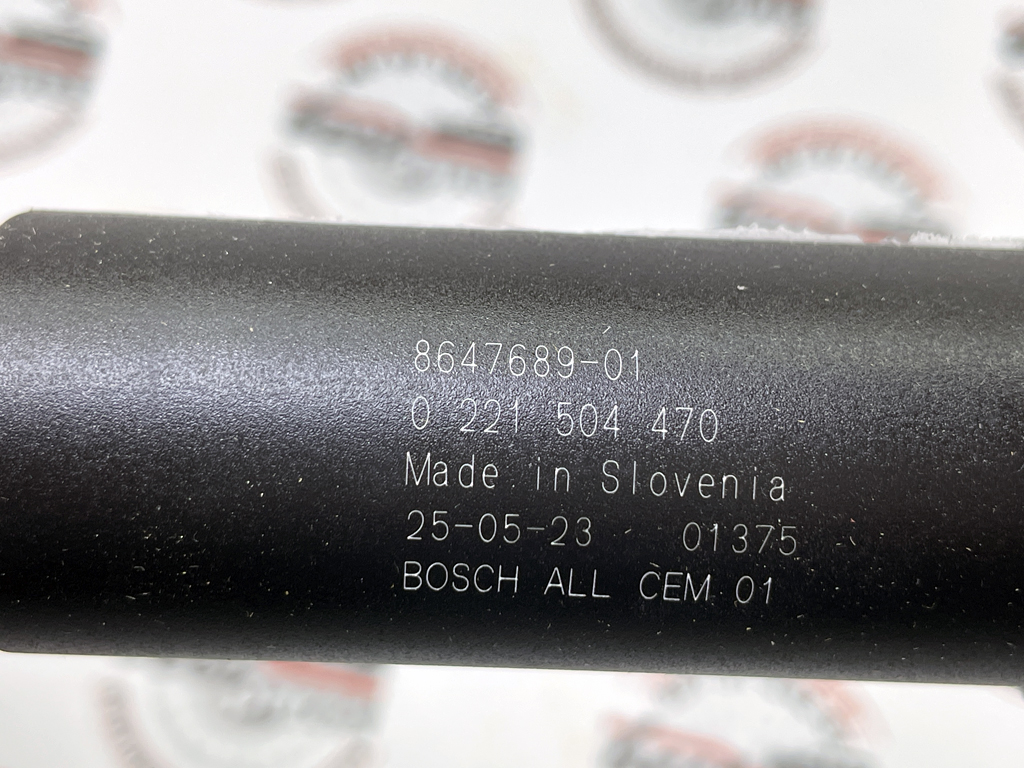 8647689-01
0 221 504 470
Made in Slovenia
25-05-23 01375
BOSCH ALL CEM 01